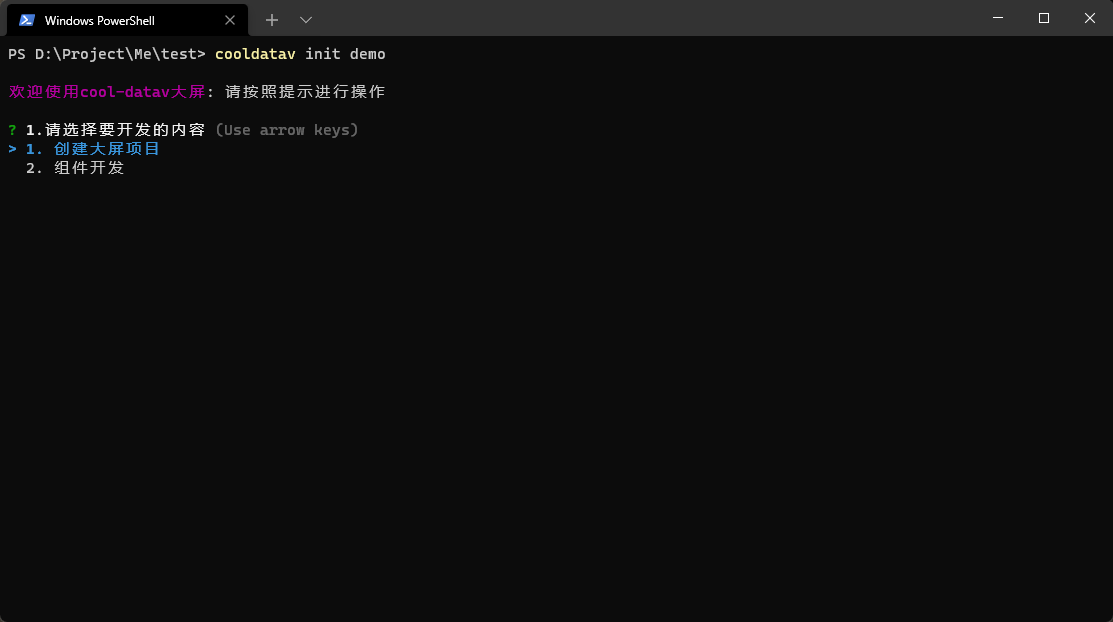 Windows PowerShell
PS D:\Project\Me\test> cooldatav init demo
欢迎使用cool-datav大屏: 请按照提示进行操作
? 1.请选择要开发的内容 (Use arrow keys)
> 1. 创建大屏项目
2. 组件开发